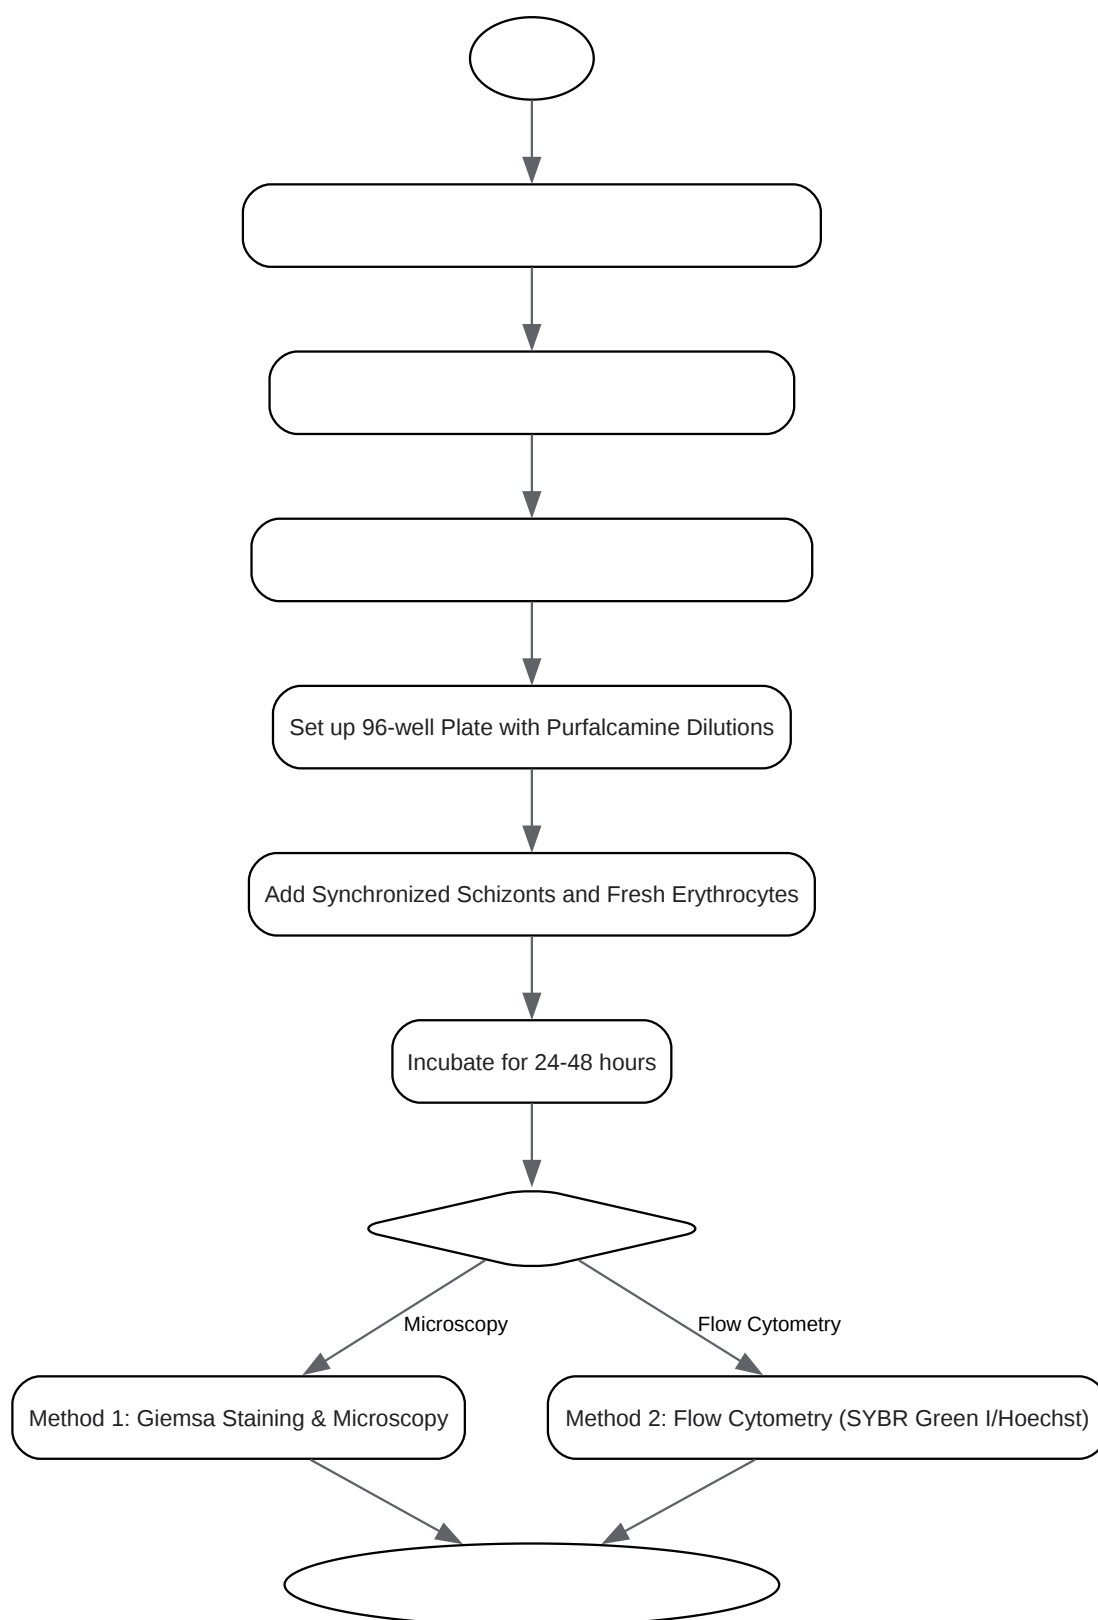 Set up 96-well Plate with Purfalcamine Dilutions
Add Synchronized Schizonts and Fresh Erythrocytes
Incubate for 24-48 hours
Microscopy
Flow Cytometry
Method 1: Giemsa Staining & Microscopy
Method 2: Flow Cytometry (SYBR Green I/Hoechst)